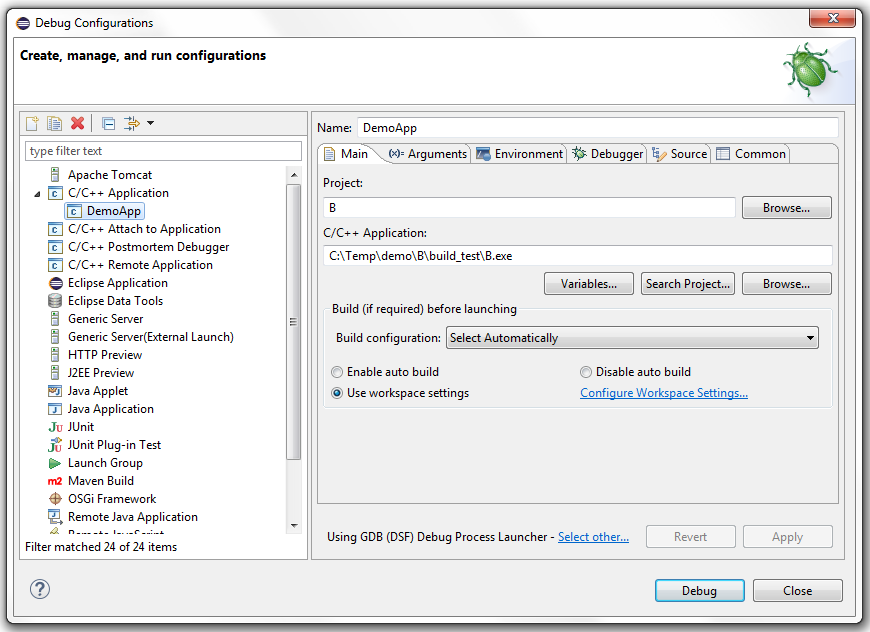 Debug Configurations
Create, manage, and run configurations
type filter text
Apache Tomcat
C/C++ Application
DemoApp
C/C++ Attach to Application
C/C++ Postmortem Debugger
C/C++ Remote Application
Eclipse Application
Eclipse Data Tools
Generic Server
Generic Server(External Launch)
HTTP Preview
J2EE Preview
Java Applet
Java Application
JUnit
JUnit Plug-in Test
Launch Group
Maven Build
OSGi Framework
Remote Java Application
Remote JavaScript
Filter matched 24 of 24 items
Name: DemoApp
Main Arguments Environment Debugger Source Common
Project:
B Browse...
C/C++ Application:
C:\Temp\demo\B\build_test\B.exe
Variables... Search Project... Browse...
Build (if required) before launching
Build configuration: Select Automatically
Enable auto build Disable auto build
Use workspace settings Configure Workspace Settings...
Using GDB (DSF) Debug Process Launcher - Select other... Revert Apply
Debug Close